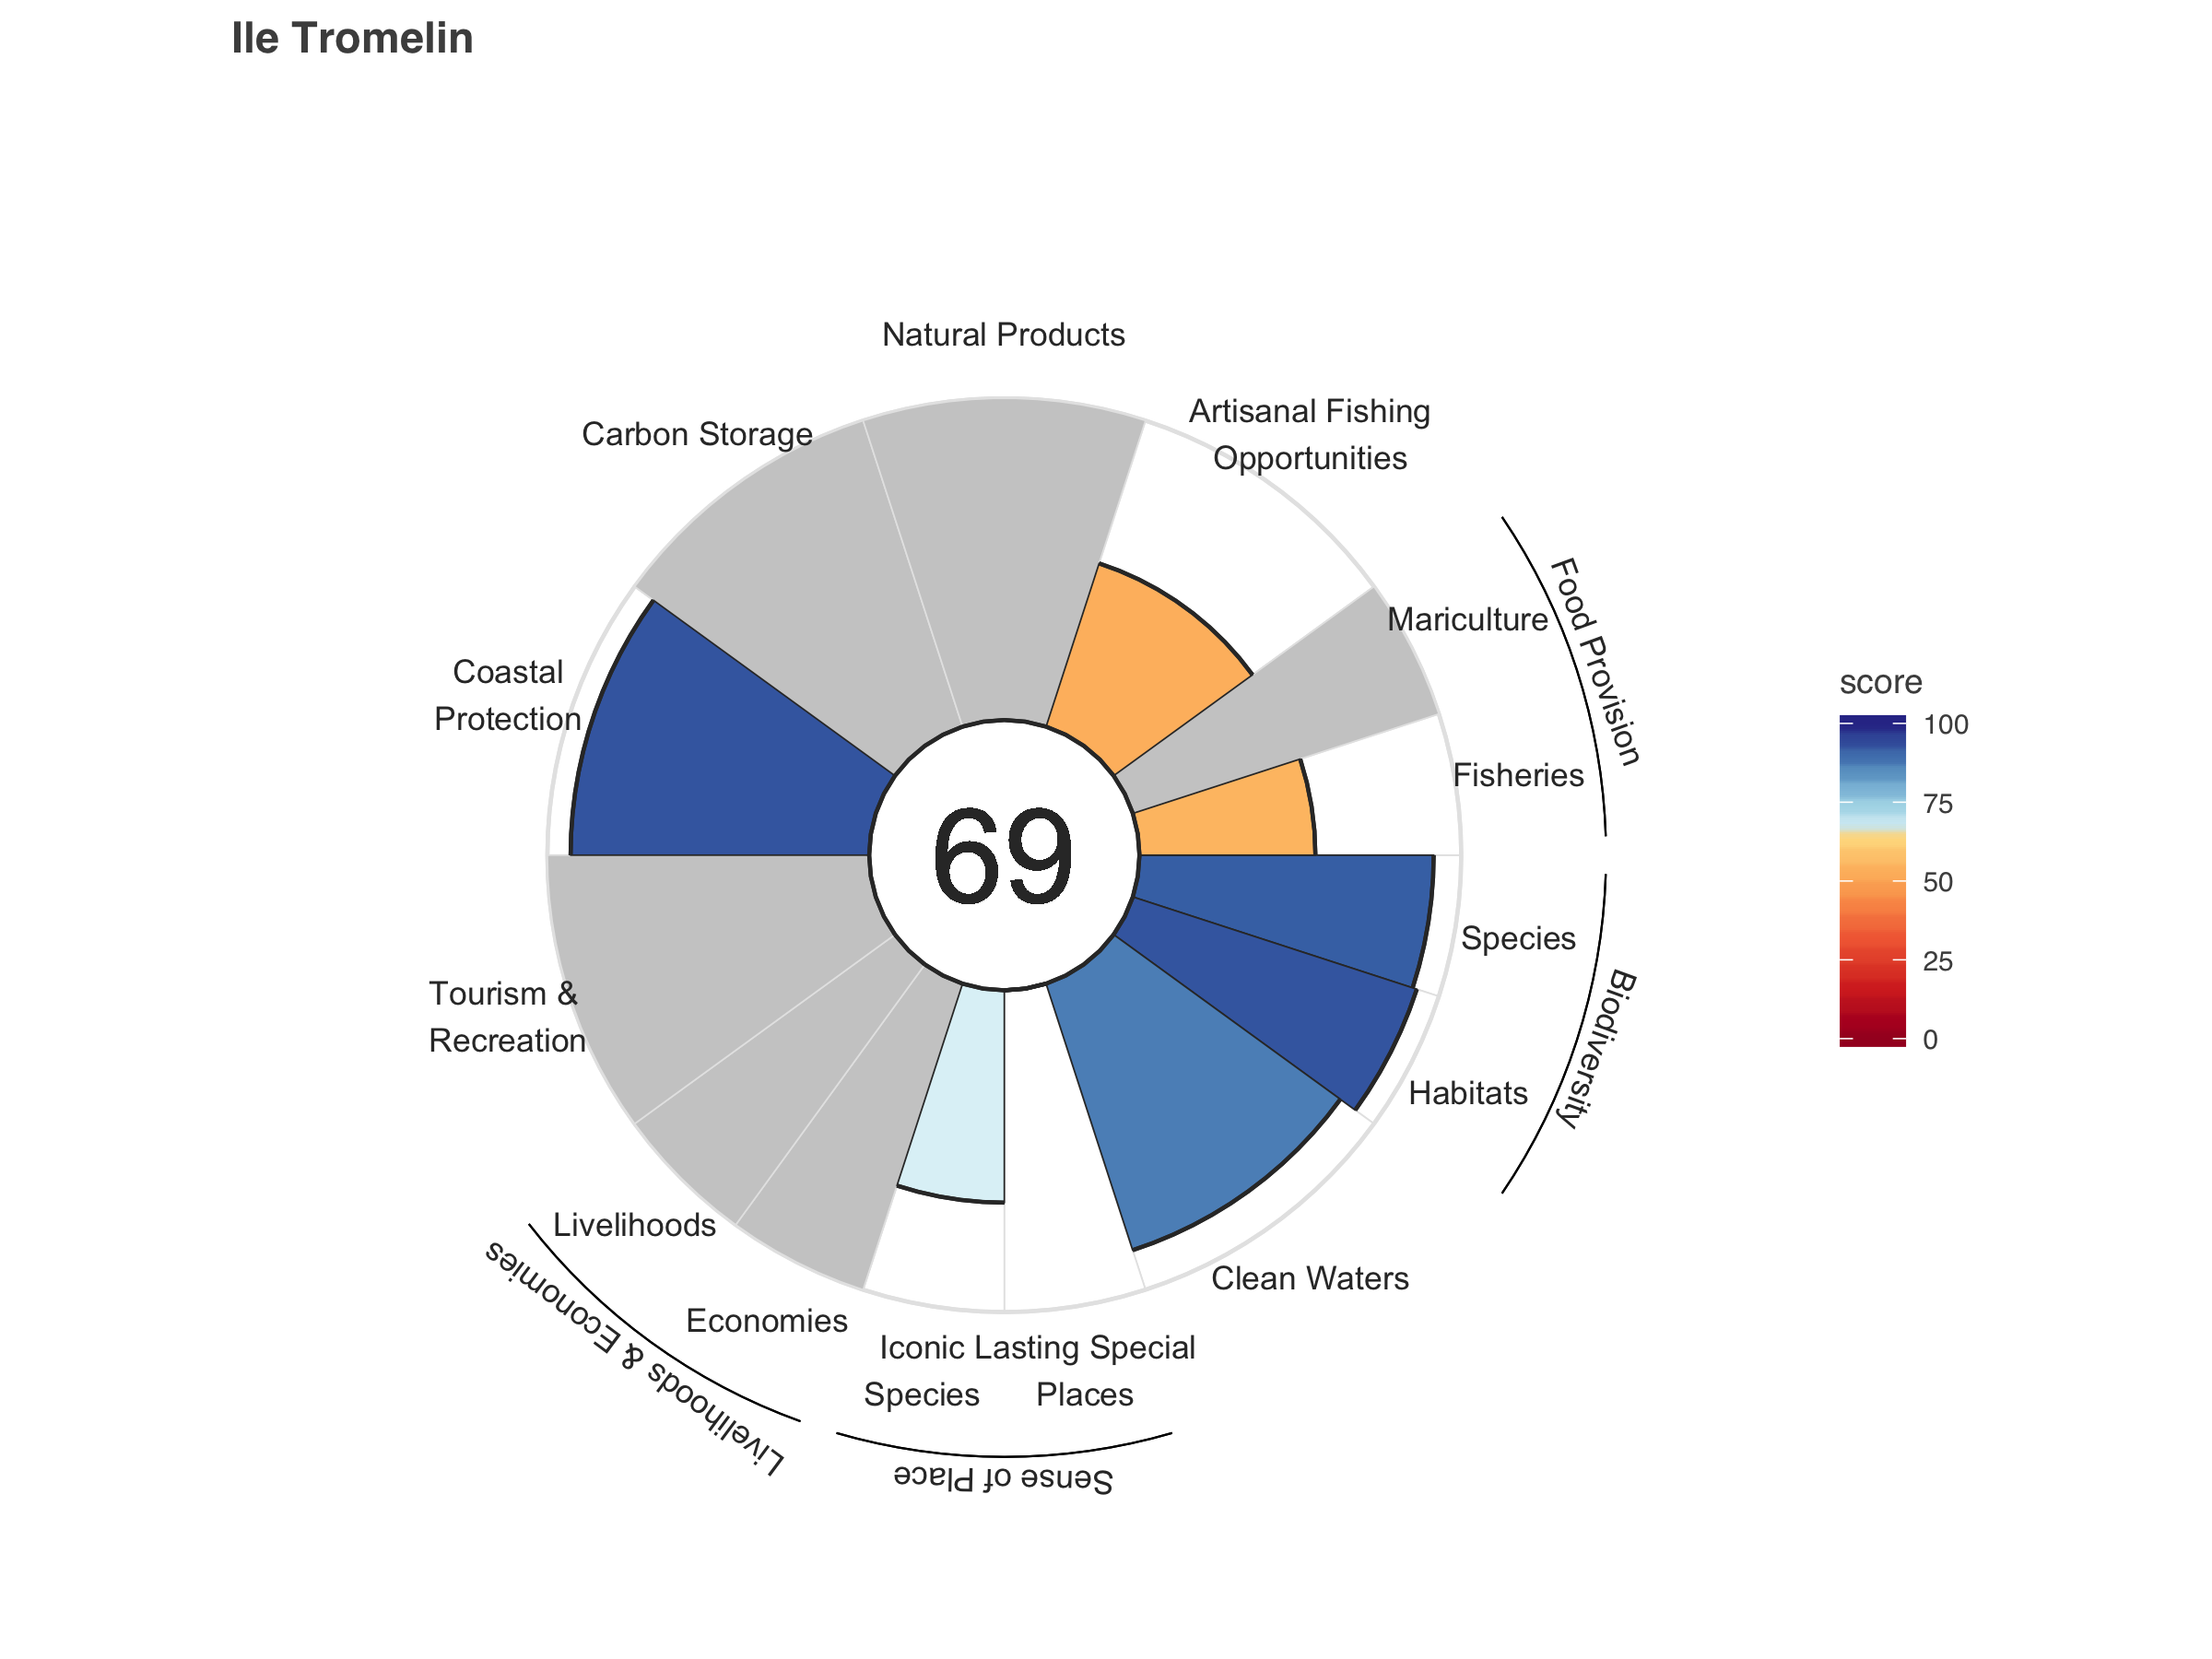 Ile Tromelin
Natural Products
Artisanal Fishing
Opportunities
Carbon Storage
Mariculture
Food Provision
Fisheries
Coastal
Protection
69
Species
Biodiversity
Habitats
Tourism &
Recreation
Livelihoods
Economies
Livelihoods & Economies
Clean Waters
Iconic
Species
Lasting Special
Places
Sense of Place
score
100
75
50
25
0